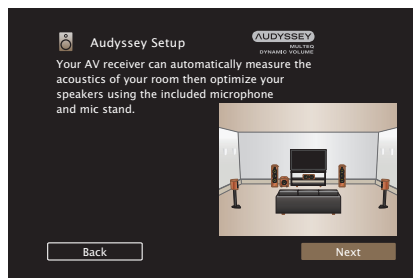 Audyssey Setup
AUDYSSEY
MULTEQ
DYNAMIC VOLUME
Your AV receiver can automatically measure the
acoustics of your room then optimize your
speakers using the included microphone
and mic stand.
Back
Next